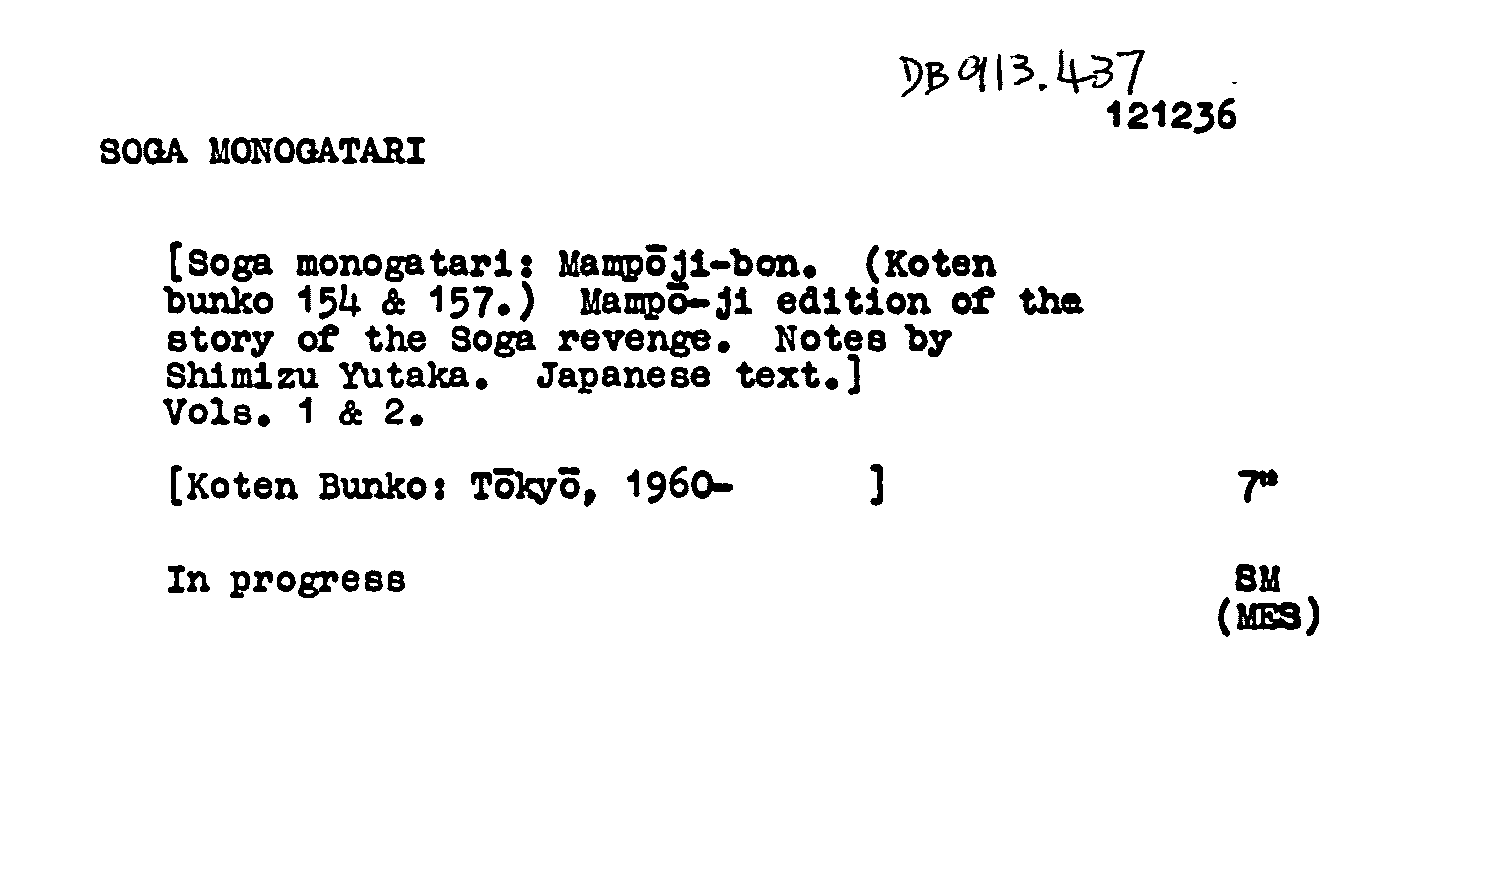 DB 913.437
121236
SOGA MONOGATARI
[Soga monogatari: Mampōji-bon. (Koten
bunko 154 & 157.) Mampō-ji edition of the
story of the Soga revenge. Notes by
Shimizu Yutaka. Japanese text.]
Vols. 1 & 2.
[Koten Bunko: Tōkyō, 1960- ] 7"
In progress SM
(MES)